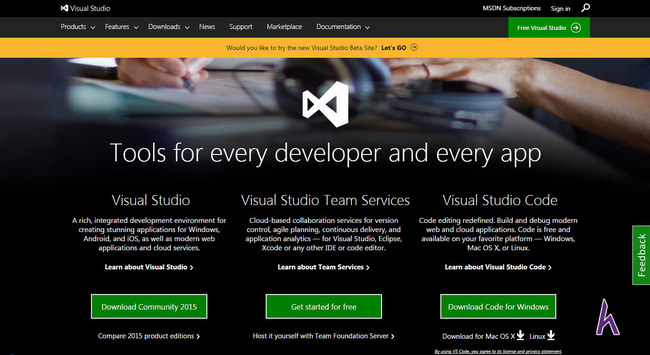 Visual Studio
MSDN Subscriptions Sign in
Products Features Downloads News Support Marketplace Documentation
Free Visual Studio
Would you like to try the new Visual Studio Beta Site? Let's GO
Tools for every developer and every app
Visual Studio
A rich, integrated development environment for
creating stunning applications for Windows,
Android, and iOS, as well as modern web
applications and cloud services.
Learn about Visual Studio
Download Community 2015
Compare 2015 product editions
Visual Studio Team Services
Cloud-based collaboration services for version
control, agile planning, continuous delivery, and
application analytics — for Visual Studio, Eclipse,
Xcode or any other IDE or code editor.
Learn about Team Services
Get started for free
Host it yourself with Team Foundation Server
Visual Studio Code
Code editing redefined. Build and debug modern
web and cloud applications. Code is free and
available on your favorite platform — Windows,
Mac OS X, or Linux.
Learn about Visual Studio Code
Download Code for Windows
Download for Mac OS X Linux
By using VS Code, you agree to its license and privacy statement.
Feedback